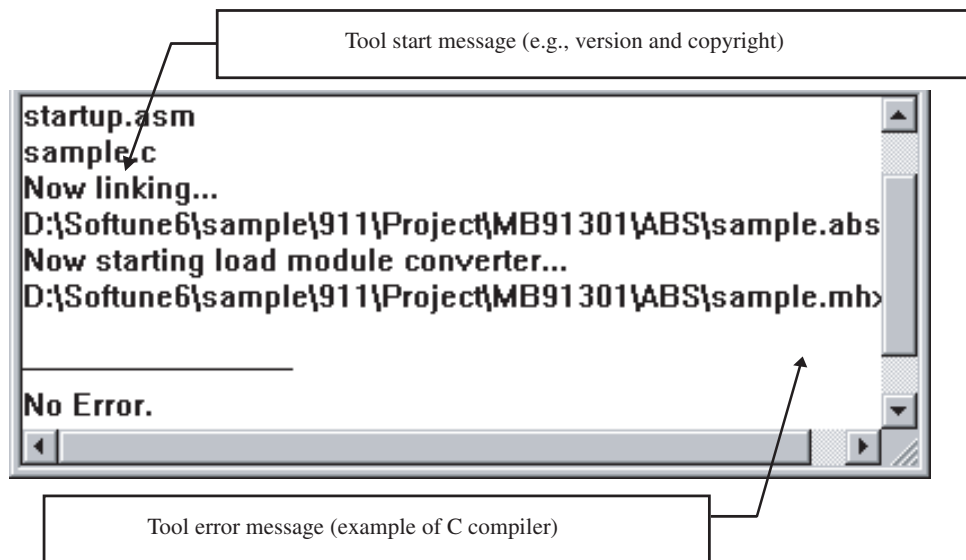 Tool start message (e.g., version and copyright)
startup.asm
sample.c
Now linking...
D:\Softune6\sample\911\Project\MB91301\ABS\sample.abs
Now starting load module converter...
D:\Softune6\sample\911\Project\MB91301\ABS\sample.mhx
No Error.
Tool error message (example of C compiler)